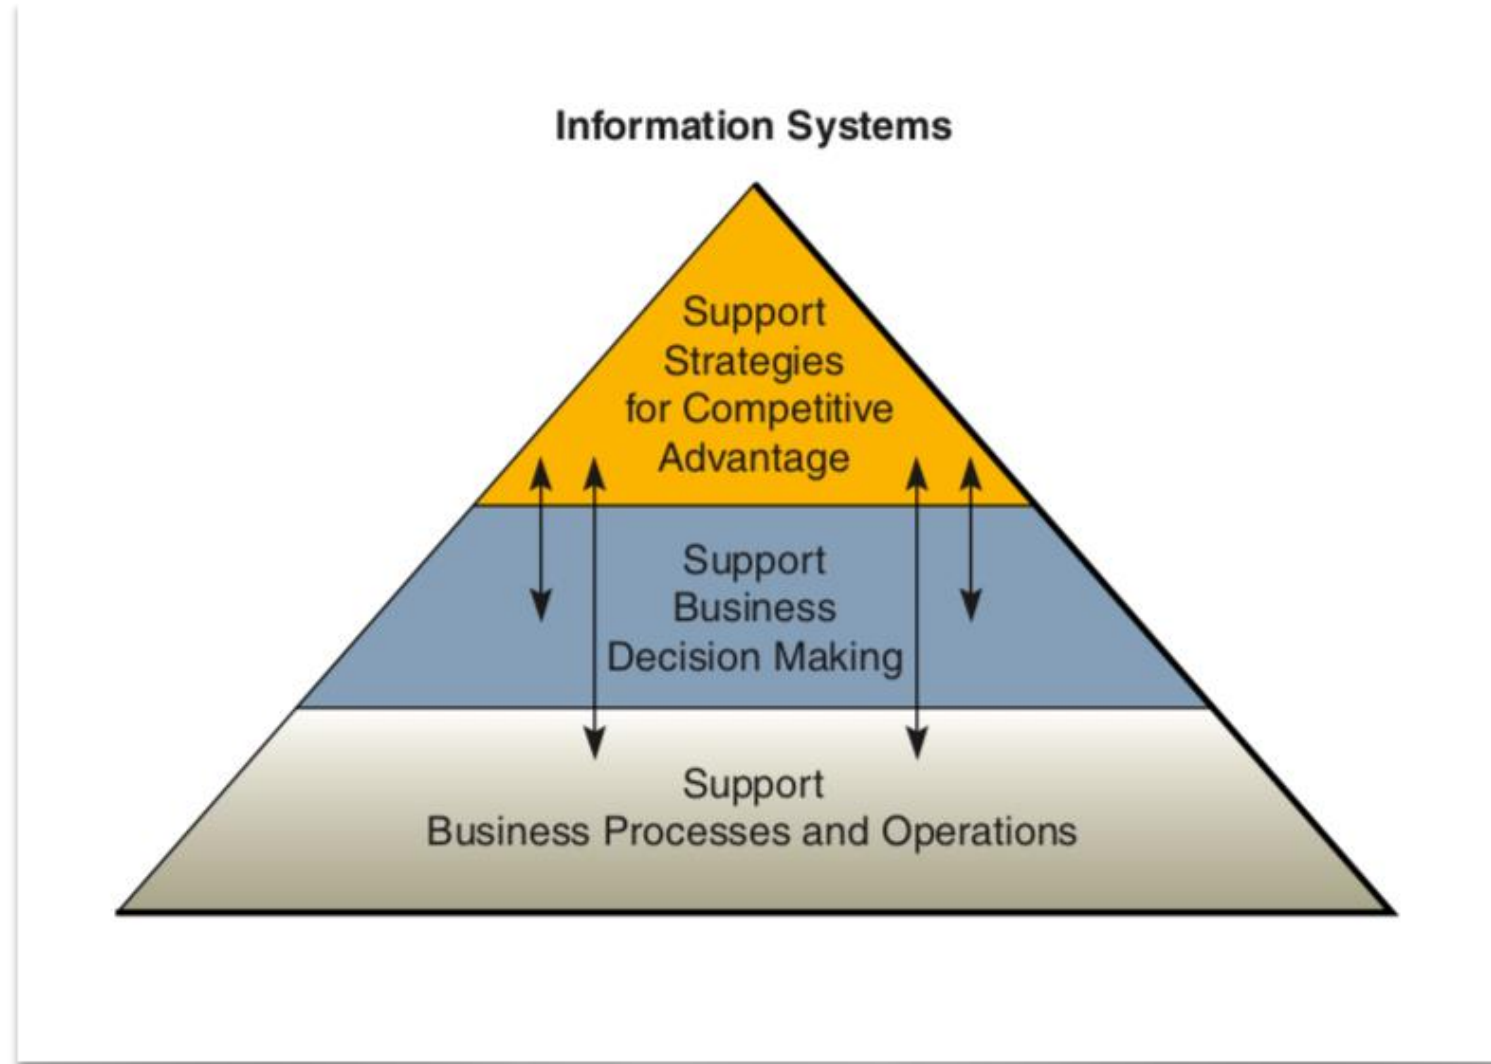 Information Systems
Support
Strategies
for Competitive
Advantage
Support
Business
Decision Making
Support
Business Processes and Operations